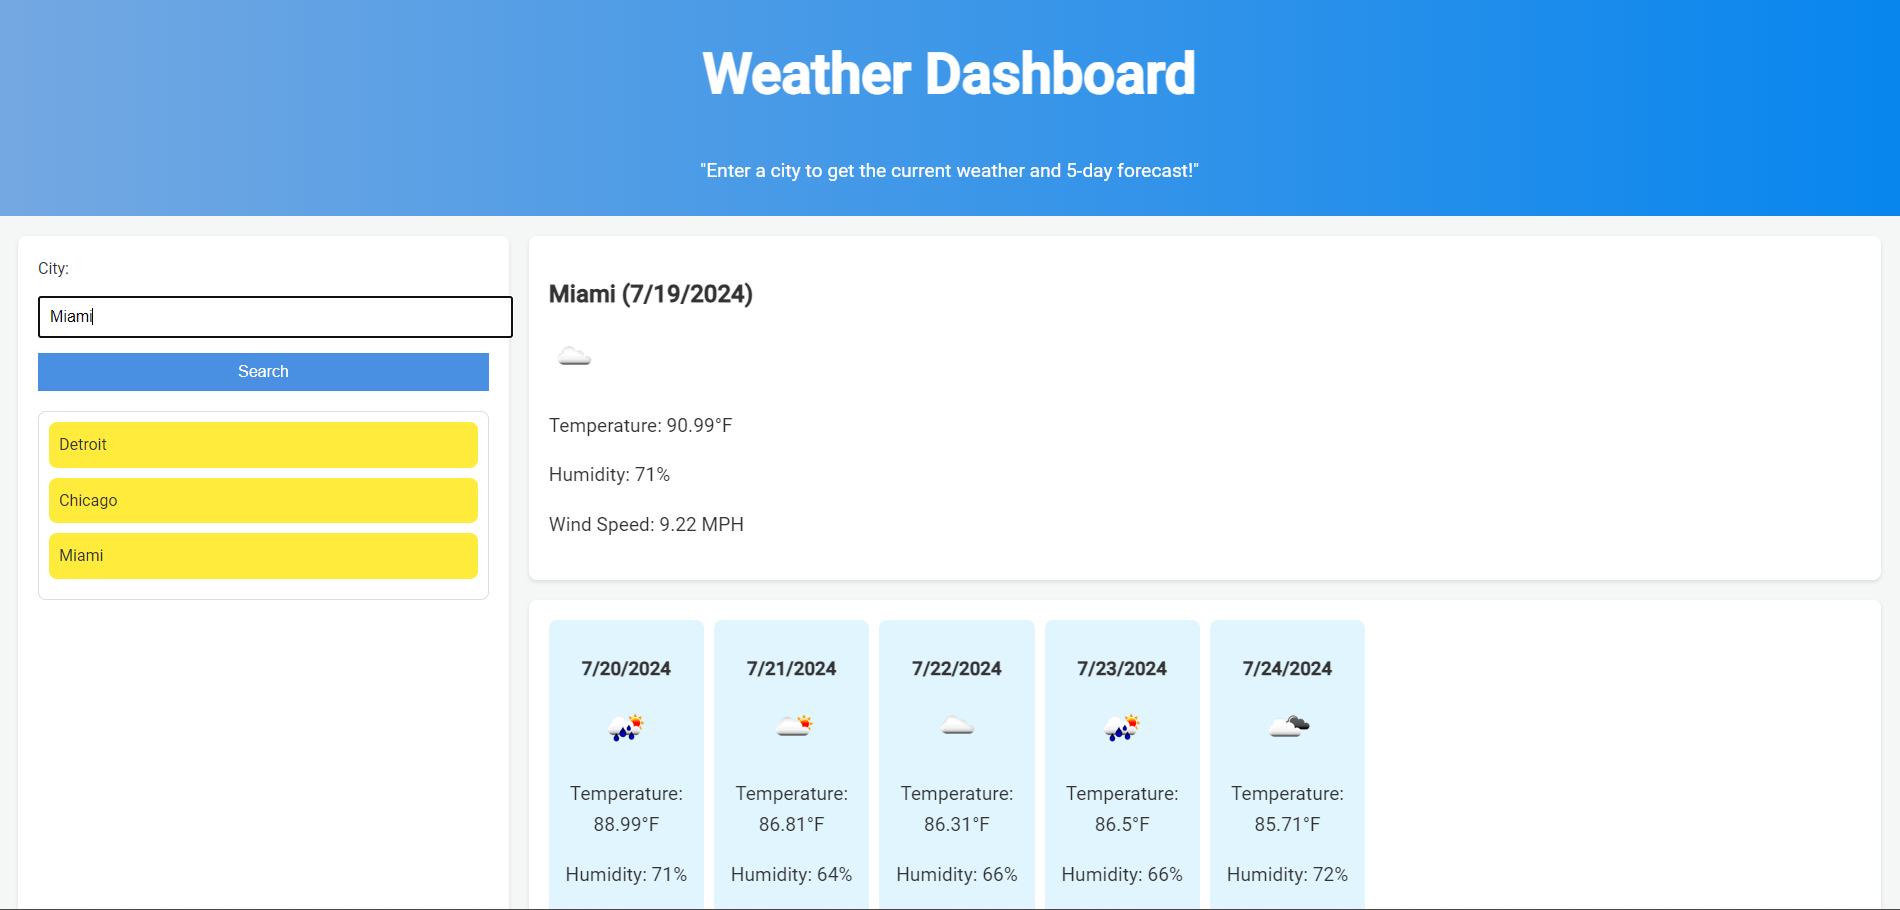 Weather Dashboard
"Enter a city to get the current weather and 5-day forecast!"
City:
Miami
Search
Detroit
Chicago
Miami
Miami (7/19/2024)
Temperature: 90.99°F
Humidity: 71%
Wind Speed: 9.22 MPH
7/20/2024
Temperature:
88.99°F
Humidity: 71%
7/21/2024
Temperature:
86.81°F
Humidity: 64%
7/22/2024
Temperature:
86.31°F
Humidity: 66%
7/23/2024
Temperature:
86.5°F
Humidity: 66%
7/24/2024
Temperature:
85.71°F
Humidity: 72%